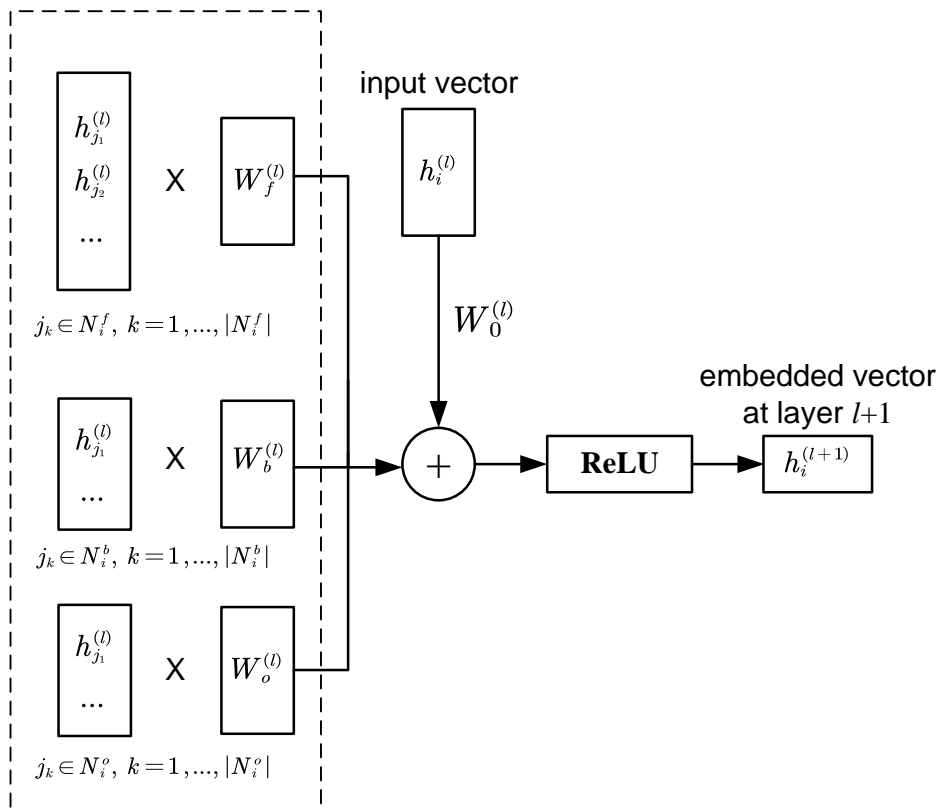 h_{j_1}^{(l)}
h_{j_2}^{(l)}
...
X
W_f^{(l)}
j_k ∈ N_i^f, k = 1, ..., |N_i^f|
input vector
h_i^{(l)}
W_0^{(l)}
h_{j_1}^{(l)}
...
X
W_b^{(l)}
j_k ∈ N_i^b, k = 1, ..., |N_i^b|
+
ReLU
embedded vector
at layer l+1
h_i^{(l+1)}
h_{j_1}^{(l)}
...
X
W_o^{(l)}
j_k ∈ N_i^o, k = 1, ..., |N_i^o|